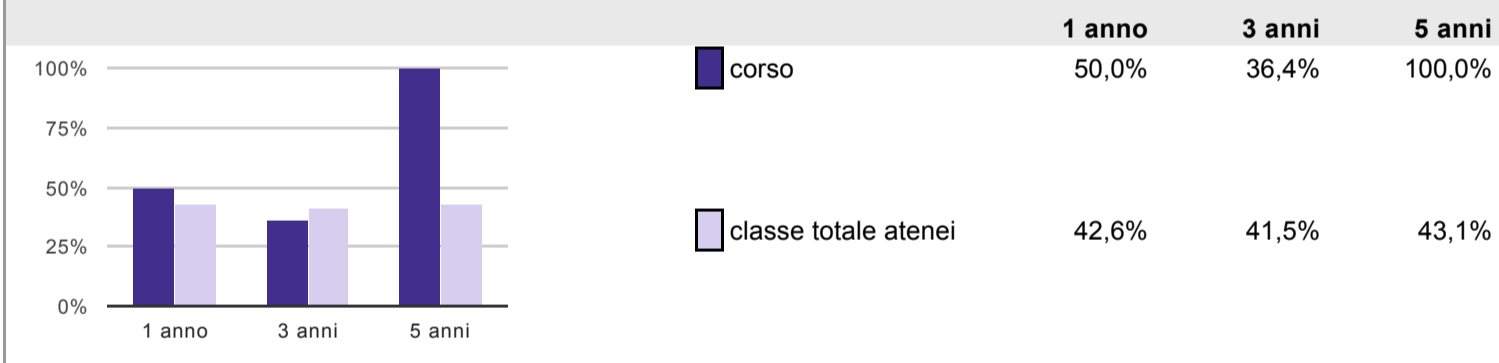 1 anno 3 anni 5 anni
100%
75%
50%
25%
0%
1 anno 3 anni 5 anni
corso 50,0% 36,4% 100,0%
classe totale atenei 42,6% 41,5% 43,1%